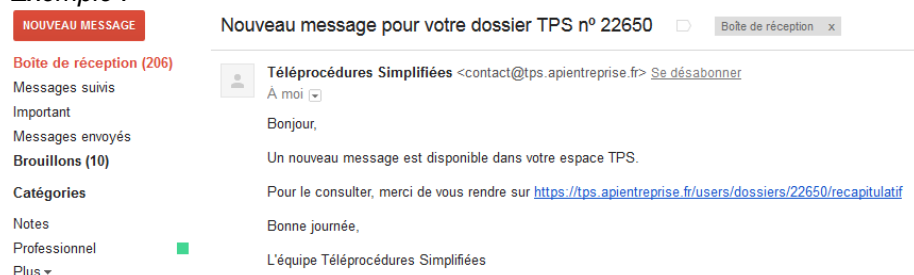 Exemple :
NOUVEAU MESSAGE
Boîte de réception (206)
Messages suivis
Important
Messages envoyés
Brouillons (10)
Catégories
Notes
Professionnel
Plus
Nouveau message pour votre dossier TPS nº 22650 Boîte de réception x
Téléprocédures Simplifiées <contact@tps.apientreprise.fr> Se désabonner
À moi
Bonjour,
Un nouveau message est disponible dans votre espace TPS.
Pour le consulter, merci de vous rendre sur https://tps.apientreprise.fr/users/dossiers/22650/recapitulatif
Bonne journée,
L'équipe Téléprocédures Simplifiées